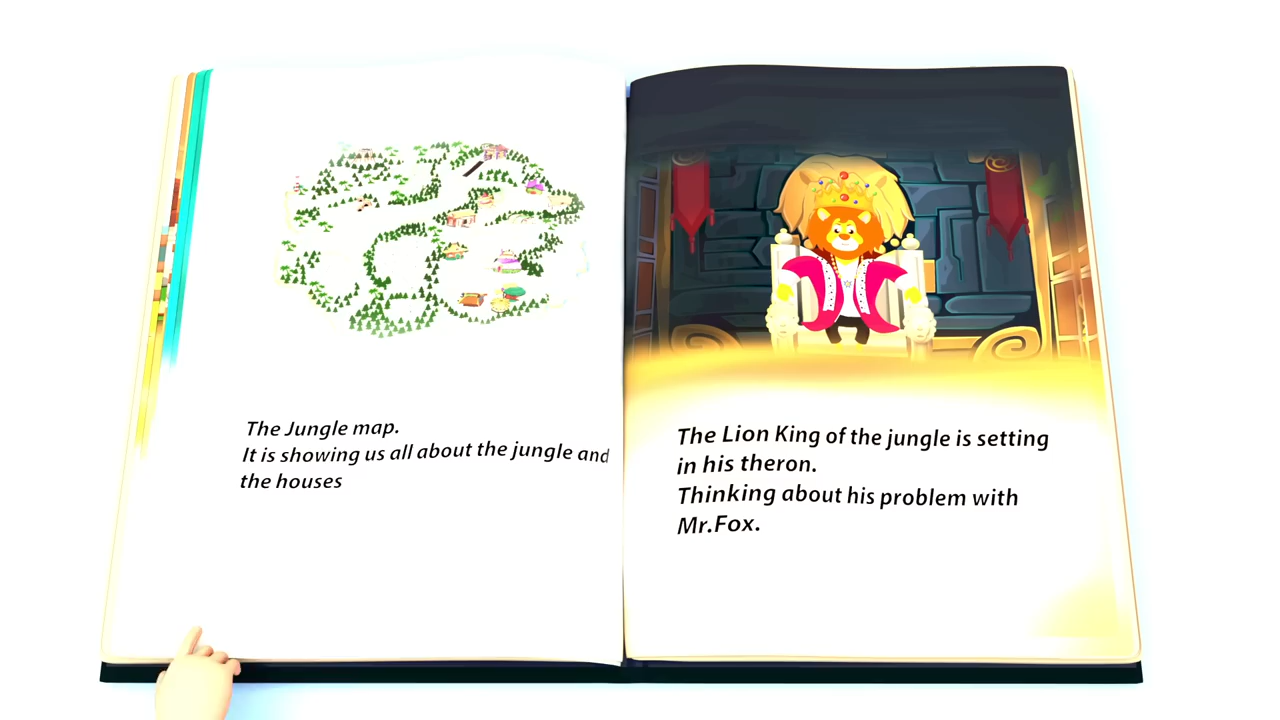 The Jungle map.
It is showing us all about the jungle and
the houses
The Lion King of the jungle is setting
in his theron.
Thinking about his problem with
Mr.Fox.